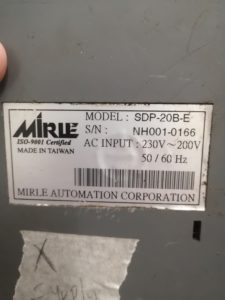 MIRLE
ISO-9001 Certified
MADE IN TAIWAN
MODEL : SDP-20B-E
S/N : NH001-0166
AC INPUT : 230V ~ 200V
50 / 60 Hz
MIRLE AUTOMATION CORPORATION
X